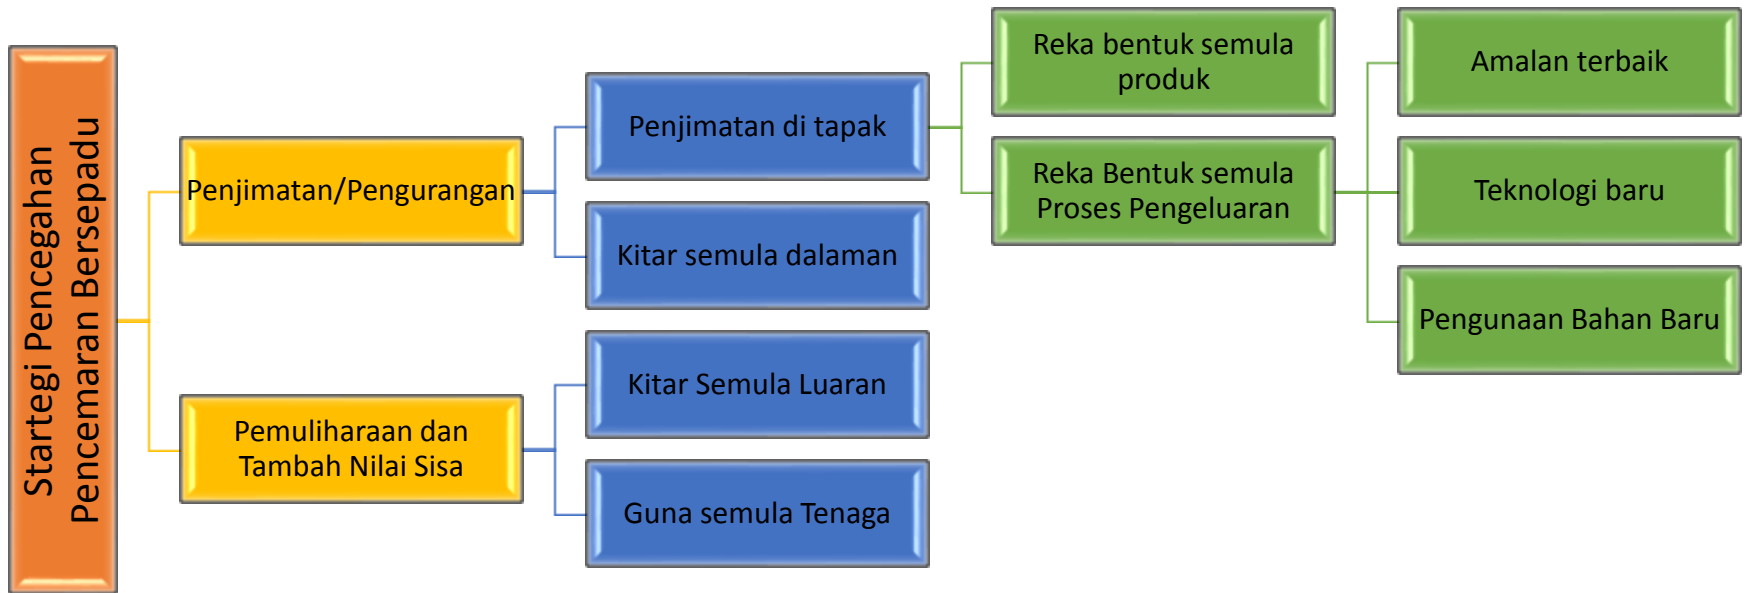 Startegi Pencegahan
Pencemaran Bersepadu
Penjimatan/Pengurangan
Pemuliharaan dan
Tambah Nilai Sisa
Penjimatan di tapak
Kitar semula dalaman
Kitar Semula Luaran
Guna semula Tenaga
Reka bentuk semula
produk
Reka Bentuk semula
Proses Pengeluaran
Amalan terbaik
Teknologi baru
Pengunaan Bahan Baru